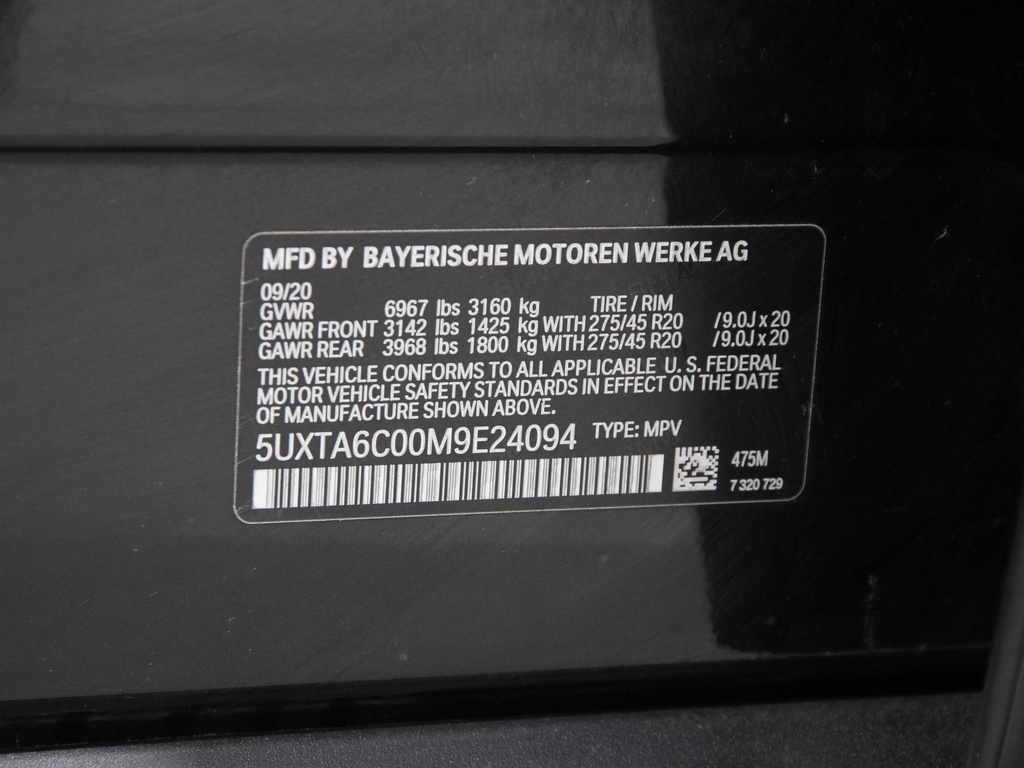 MFD BY BAYERISCHE MOTOREN WERKE AG
09/20
GVWR 6967 lbs 3160 kg TIRE / RIM
GAWR FRONT 3142 lbs 1425 kg WITH 275/45 R20 / 9.0J x 20
GAWR REAR 3968 lbs 1800 kg WITH 275/45 R20 / 9.0J x 20
THIS VEHICLE CONFORMS TO ALL APPLICABLE U. S. FEDERAL
MOTOR VEHICLE SAFETY STANDARDS IN EFFECT ON THE DATE
OF MANUFACTURE SHOWN ABOVE.
5UXTA6C00M9E24094 TYPE: MPV
475M
7 320 729